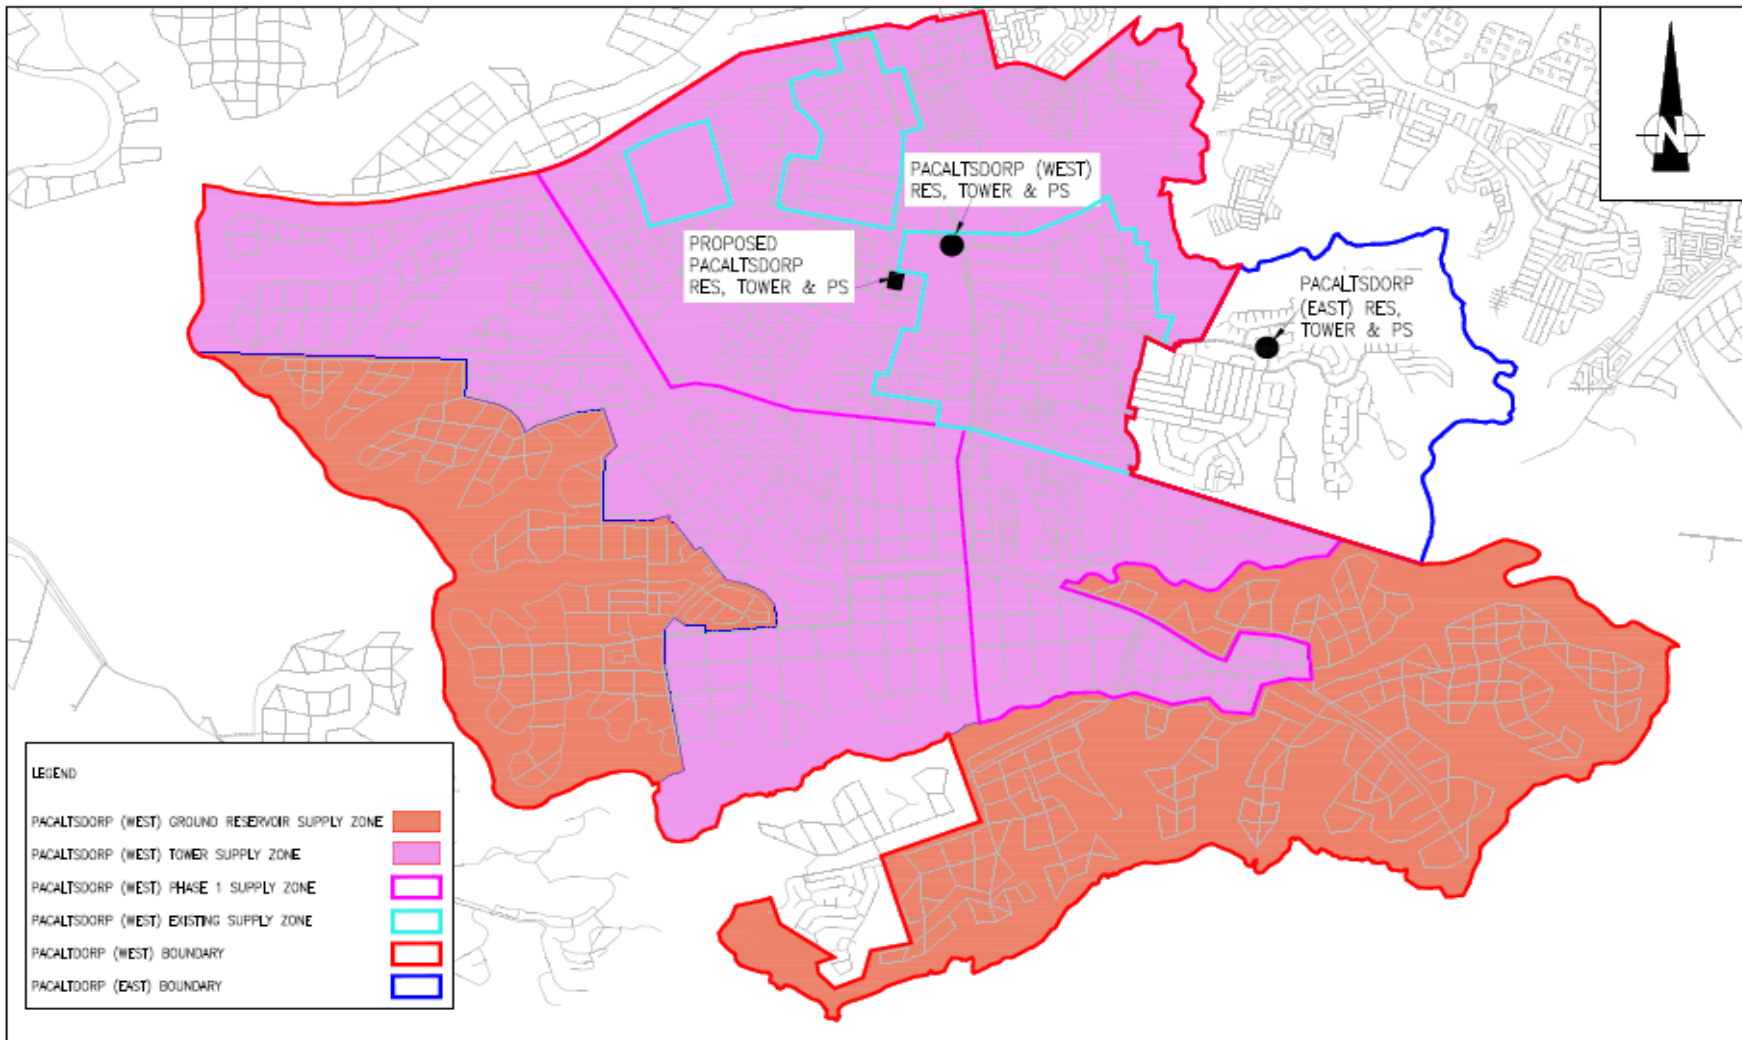 N
PACALTSDORP (WEST)
RES, TOWER & PS
PROPOSED
PACALTSDORP
RES, TOWER & PS
PACALTSDORP
(EAST) RES,
TOWER & PS
LEGEND
PACALTSDORP (WEST) GROUND RESERVOIR SUPPLY ZONE
PACALTSDORP (WEST) TOWER SUPPLY ZONE
PACALTSDORP (WEST) PHASE 1 SUPPLY ZONE
PACALTSDORP (WEST) EXISTING SUPPLY ZONE
PACALTDORP (WEST) BOUNDARY
PACALTDORP (EAST) BOUNDARY